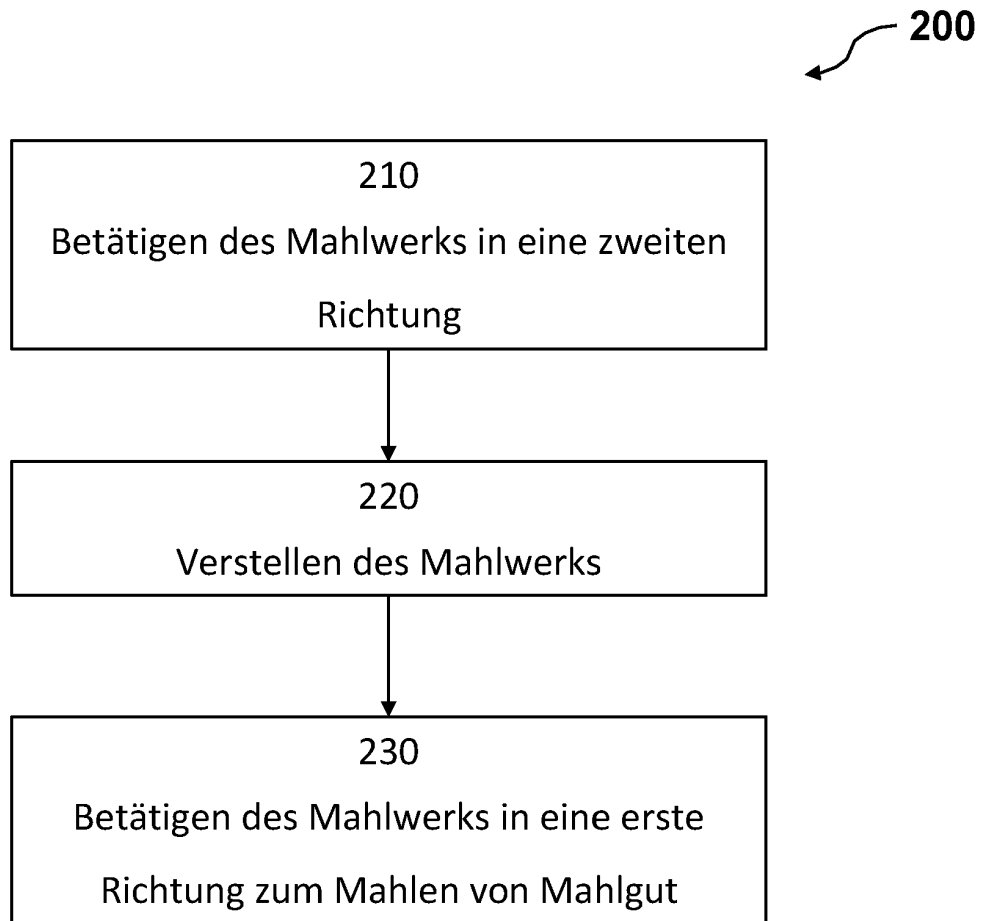 200
210
Betätigen des Mahlwerks in eine zweiten
Richtung
220
Verstellen des Mahlwerks
230
Betätigen des Mahlwerks in eine erste
Richtung zum Mahlen von Mahlgut